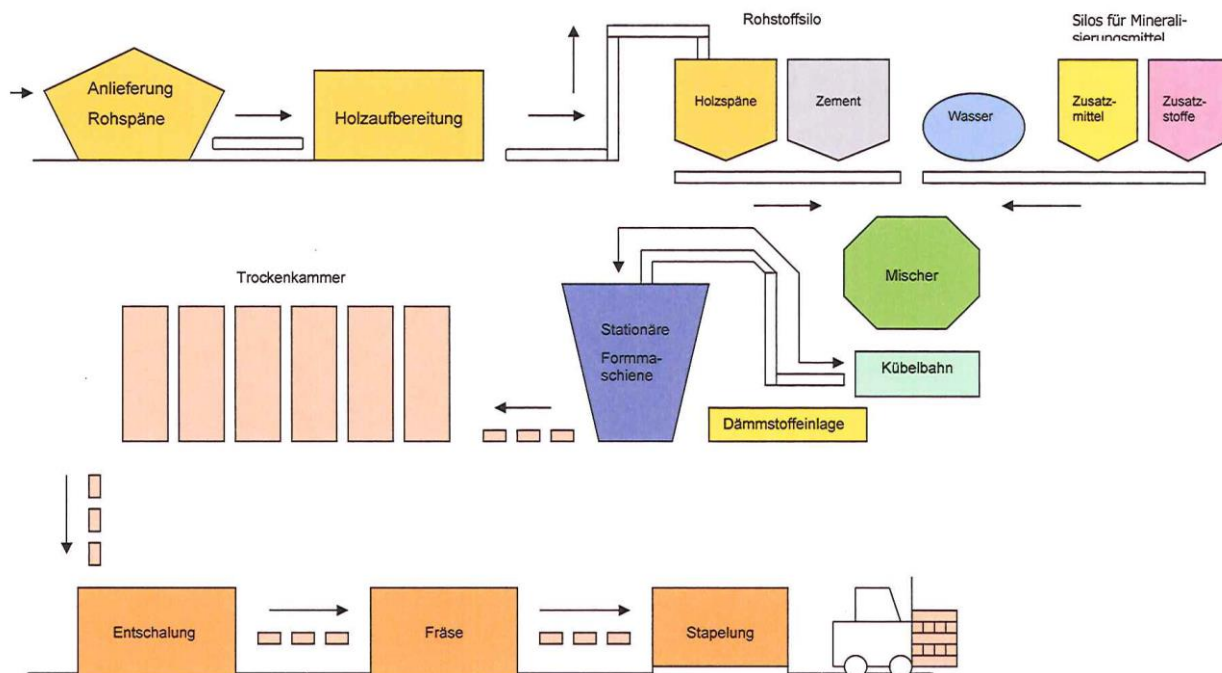 Rohstoffsilo
Silos für Minerali-
sierungsmittel
Anlieferung
Rohspäne
Holzaufbereitung
Holzspäne
Zement
Wasser
Zusatz-
mittel
Zusatz-
stoffe
Mischer
Trockenkammer
Stationäre
Formma-
schiene
Kübelbahn
Dämmstoffeinlage
Entschalung
Fräse
Stapelung